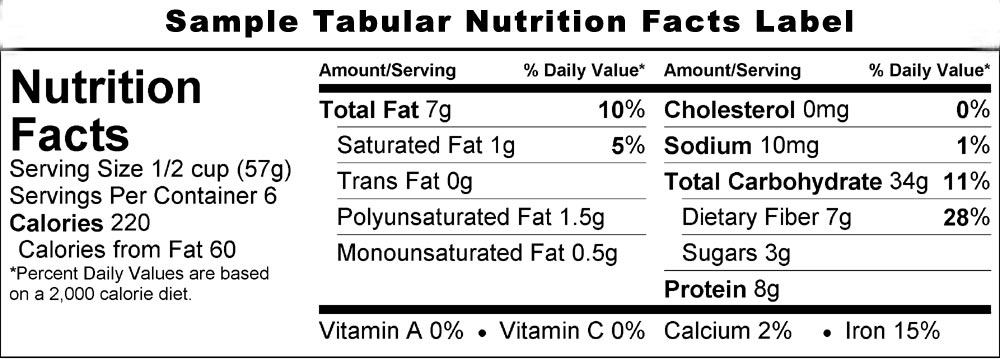 Sample Tabular Nutrition Facts Label
Nutrition
Facts
Serving Size 1/2 cup (57g)
Servings Per Container 6
Calories 220
Calories from Fat 60
*Percent Daily Values are based
on a 2,000 calorie diet.
Amount/Serving % Daily Value*
Total Fat 7g 10%
Saturated Fat 1g 5%
Trans Fat 0g
Polyunsaturated Fat 1.5g
Monounsaturated Fat 0.5g
Amount/Serving % Daily Value*
Cholesterol 0mg 0%
Sodium 10mg 1%
Total Carbohydrate 34g 11%
Dietary Fiber 7g 28%
Sugars 3g
Protein 8g
Vitamin A 0% • Vitamin C 0% Calcium 2% • Iron 15%